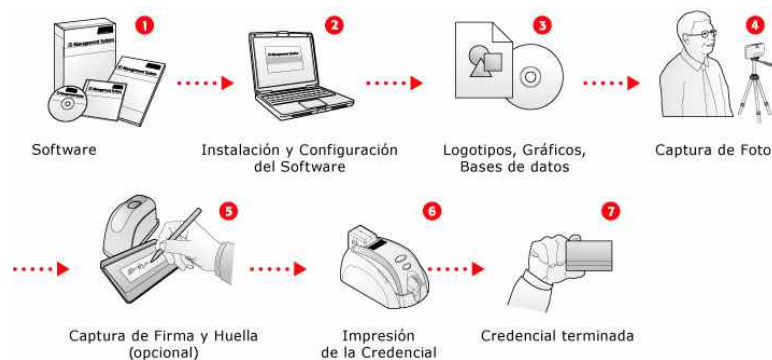 1
2
3
4
Software
Instalación y Configuración
del Software
Logotipos, Gráficos,
Bases de datos
Captura de Foto
5
6
7
Captura de Firma y Huella
(opcional)
Impresión
de la Credencial
Credencial terminada